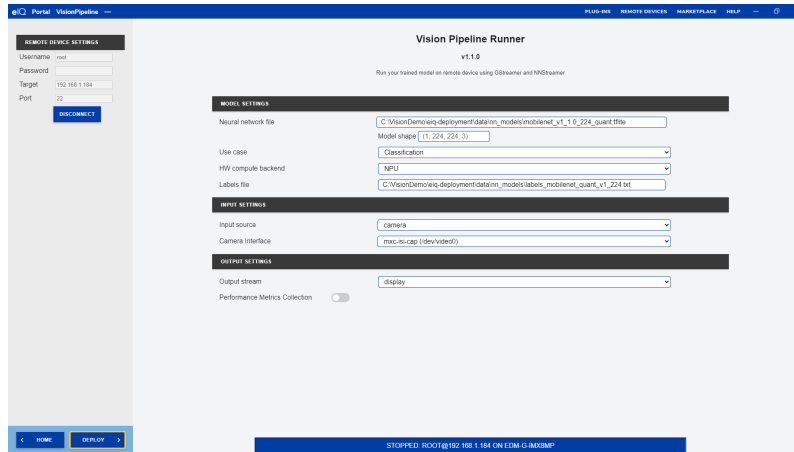 eIQ Portal VisionPipeline —
PLUG-INS REMOTE DEVICES MARKETPLACE HELP
REMOTE DEVICE SETTINGS
Username root
Password
Target 192.168.1.184
Port 22
DISCONNECT
Vision Pipeline Runner
v1.1.0
Run your trained model on remote device using GStreamer and NNStreamer
MODEL SETTINGS
Neural network file C:\VisionDemo\eiq-deployment\data\nn_models\mobilenet_v1_1.0_224_quant.tflite
Model shape (1, 224, 224, 3)
Use case Classification
HW compute backend NPU
Labels file C:\VisionDemo\eiq-deployment\data\nn_models\labels_mobilenet_quant_v1_224.txt
INPUT SETTINGS
Input source camera
Camera Interface mxc-isi-cap (/dev/video0)
OUTPUT SETTINGS
Output stream display
Performance Metrics Collection
< HOME DEPLOY >
STOPPED: ROOT@192.168.1.184 ON EDM-G-IMX8MP